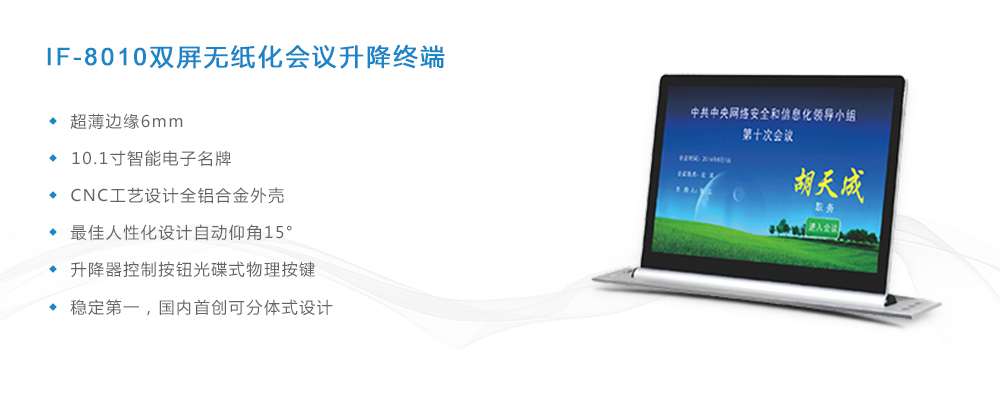 IF-8010双屏无纸化会议升降终端
超薄边缘6mm
10.1寸智能电子名牌
CNC工艺设计全铝合金外壳
最佳人性化设计自动仰角15°
升降器控制按钮光碟式物理按键
稳定第一，国内首创可分体式设计
中共中央网络安全和信息化领导小组
第十次会议
胡天成
职务
进入会议